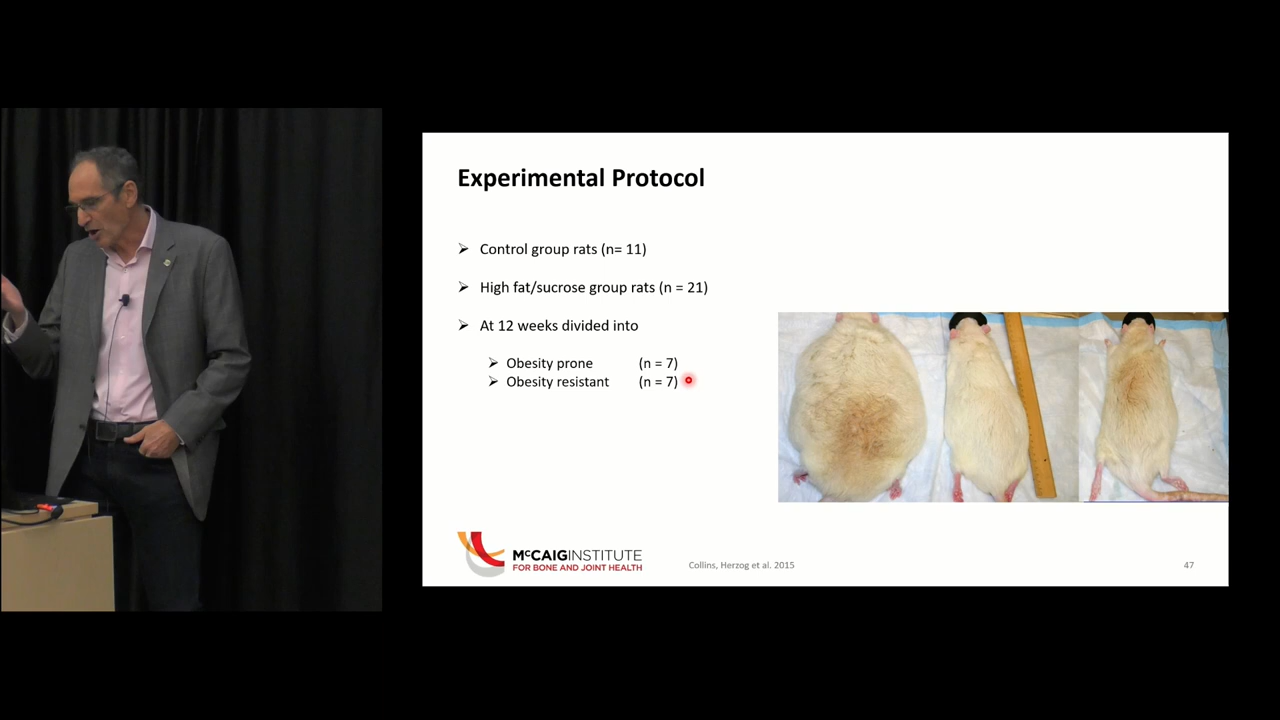 Experimental Protocol
➢ Control group rats (n= 11)
➢ High fat/sucrose group rats (n = 21)
➢ At 12 weeks divided into
➢ Obesity prone (n = 7)
➢ Obesity resistant (n = 7)
McCAIGINSTITUTE
FOR BONE AND JOINT HEALTH
Collins, Herzog et al. 2015
47